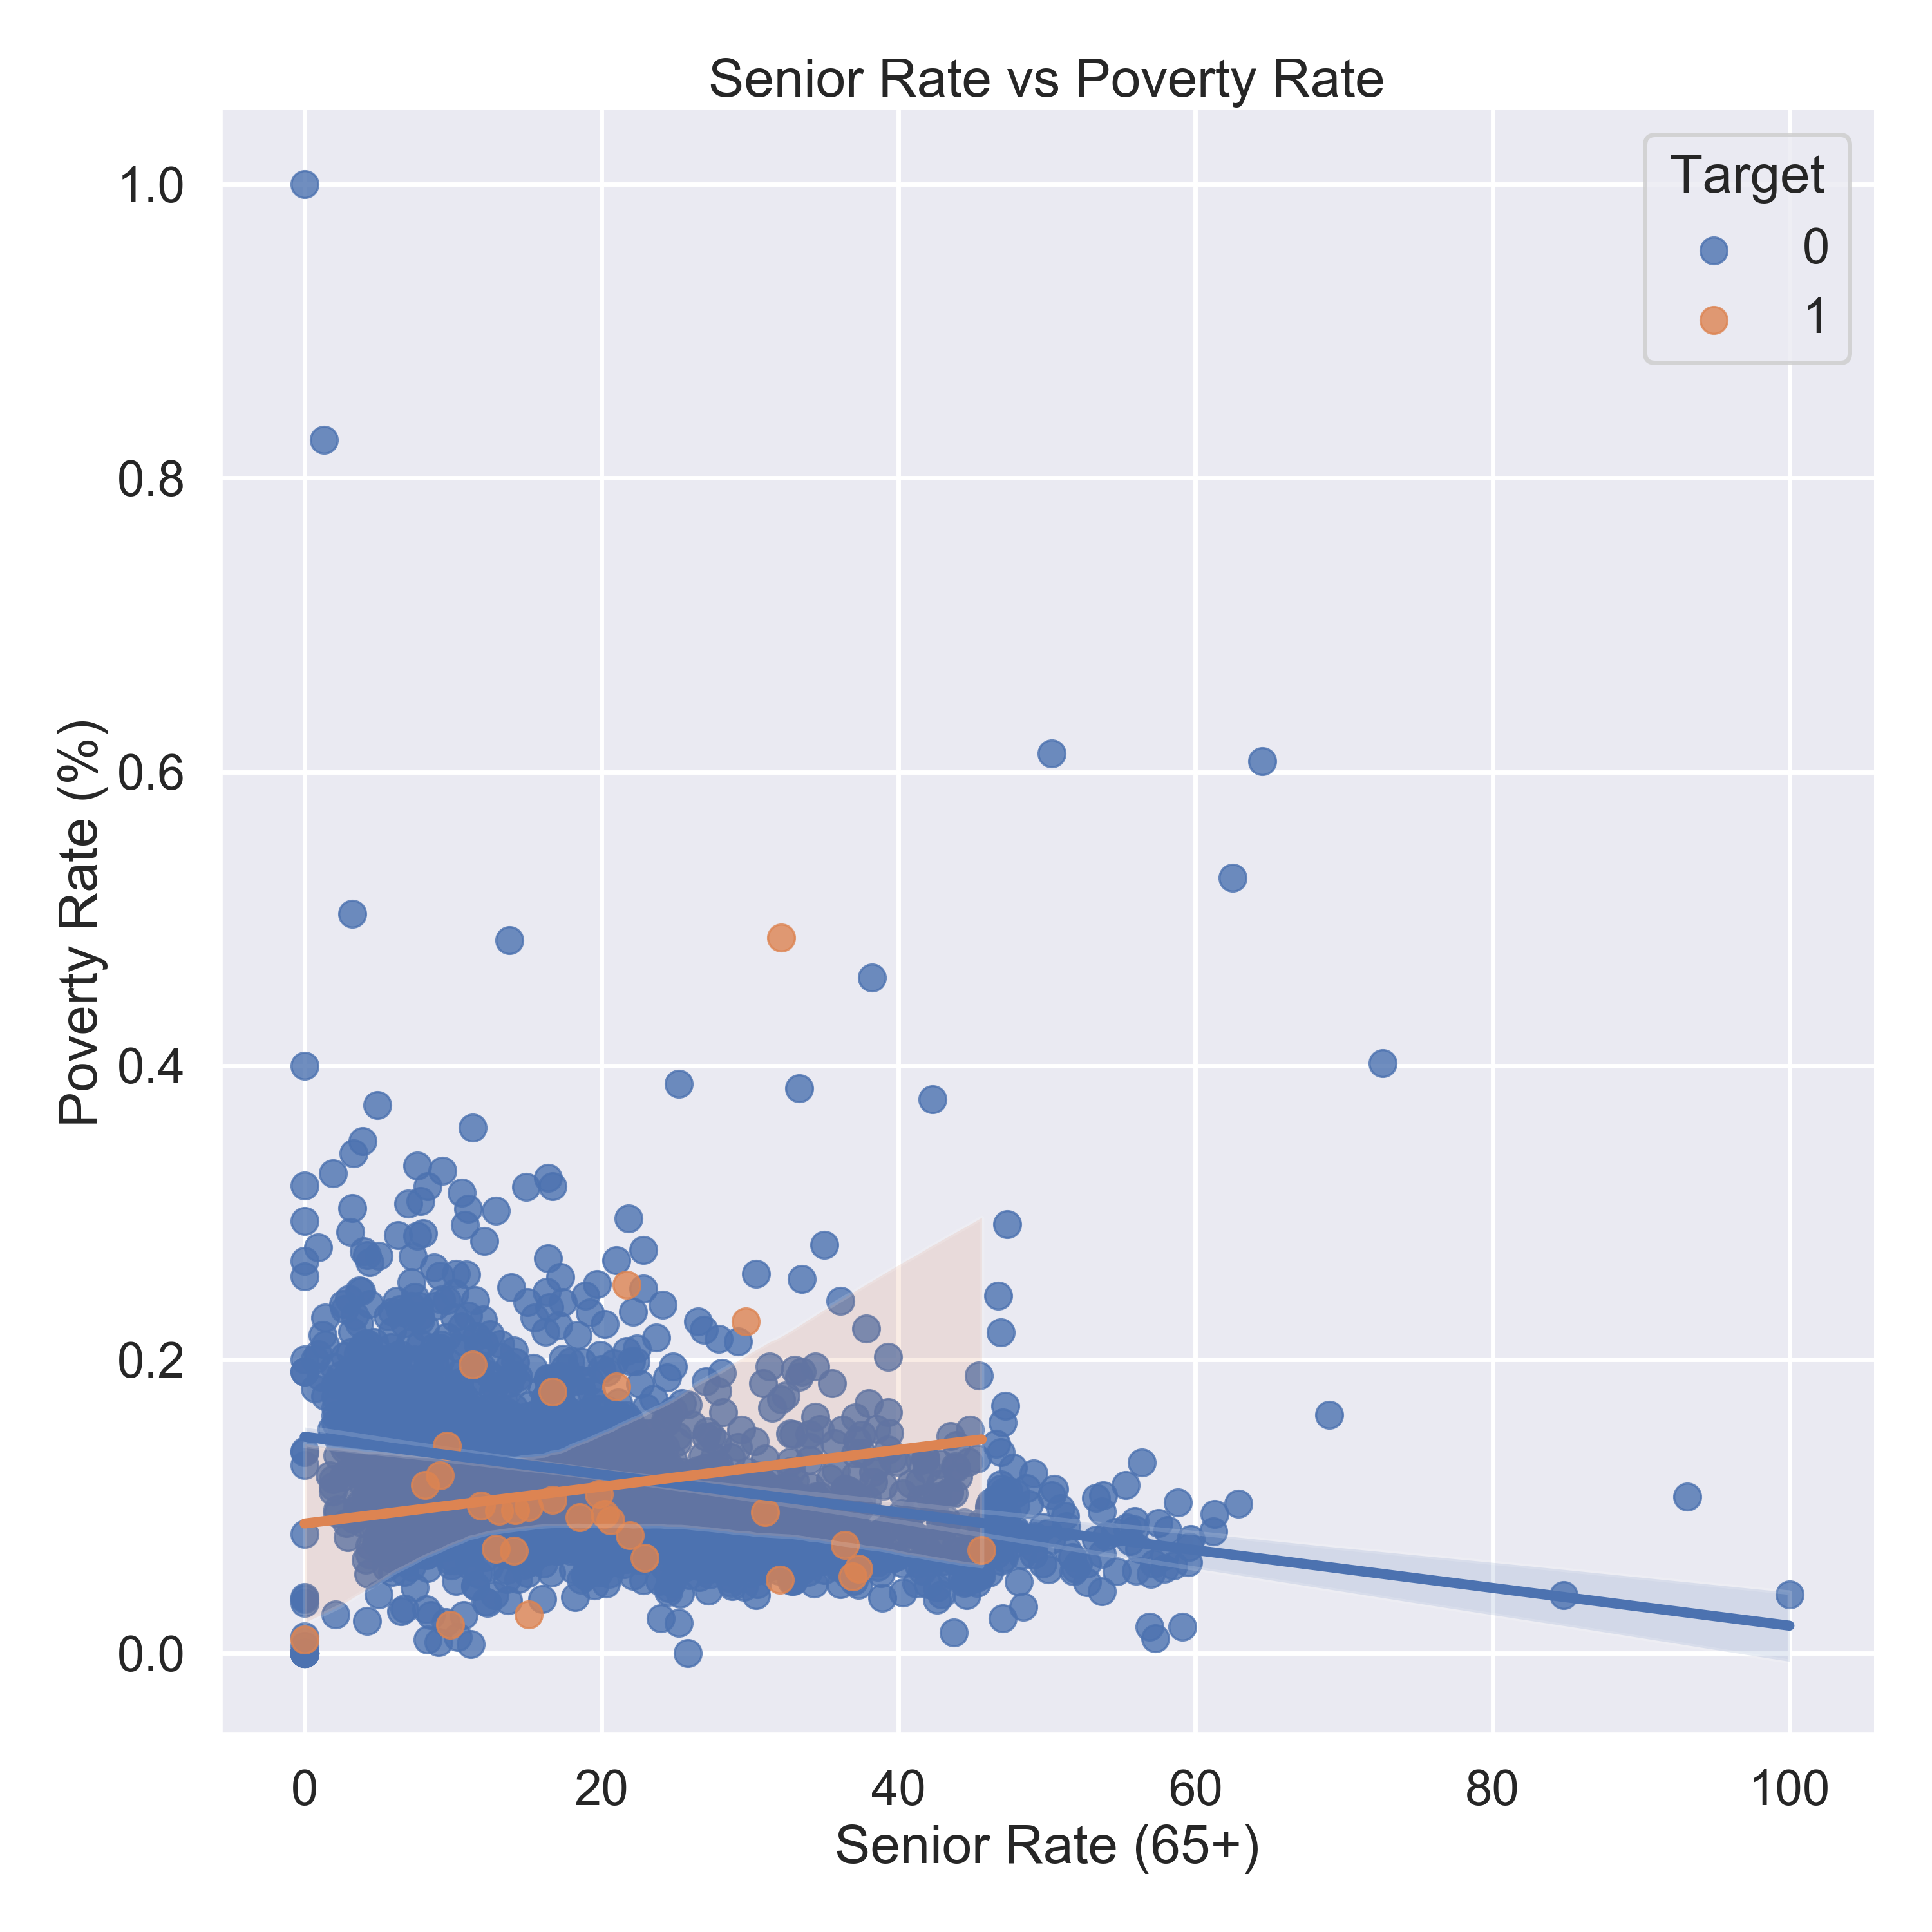 Senior Rate vs Poverty Rate
Target
0
1
1.0
0.8
0.6
0.4
0.2
0.0
Poverty Rate (%)
0 20 40 60 80 100
Senior Rate (65+)